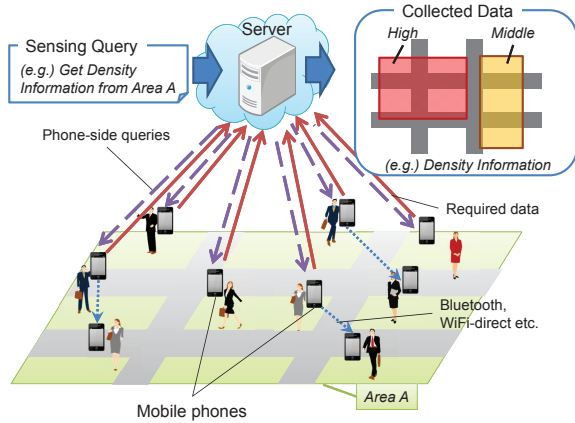 Sensing Query
(e.g.) Get Density
Information from Area A
Server
Collected Data
High
Middle
(e.g.) Density Information
Phone-side queries
Required data
Bluetooth,
WiFi-direct etc.
Mobile phones
Area A